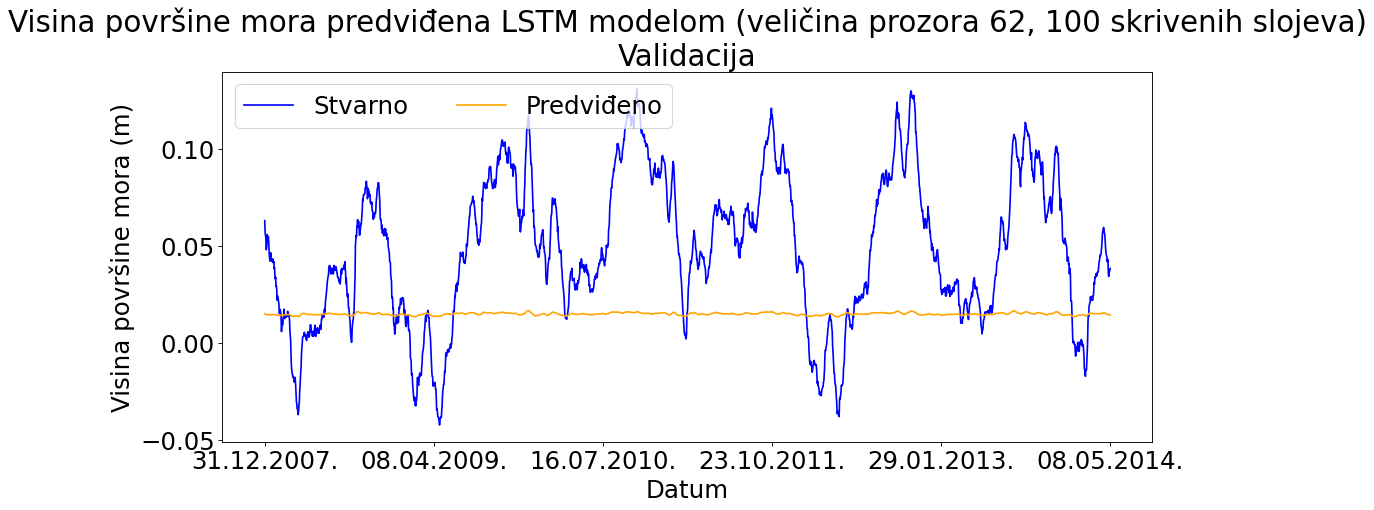 Visina površine mora predviđena LSTM modelom (veličina prozora 62, 100 skrivenih slojeva)
Validacija
Stvarno
Predviđeno
Visina površine mora (m)
0.10
0.05
0.00
−0.05
31.12.2007.
08.04.2009.
16.07.2010.
23.10.2011.
29.01.2013.
08.05.2014.
Datum